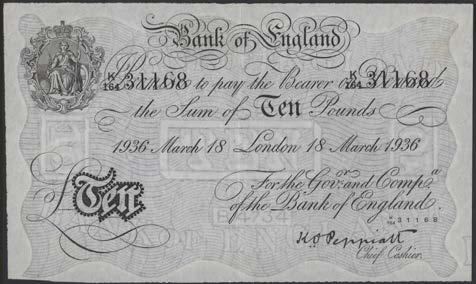 Bank of England
K/164 31168 K/164 31168
Promise to pay the Bearer on Demand
the Sum of Ten Pounds
1936 March 18 London 18 March 1936
£Ten
For the Govr. and Compa.
of the Bank of England.
K/164 31168
K.O. Peppiatt
Chief Cashier.